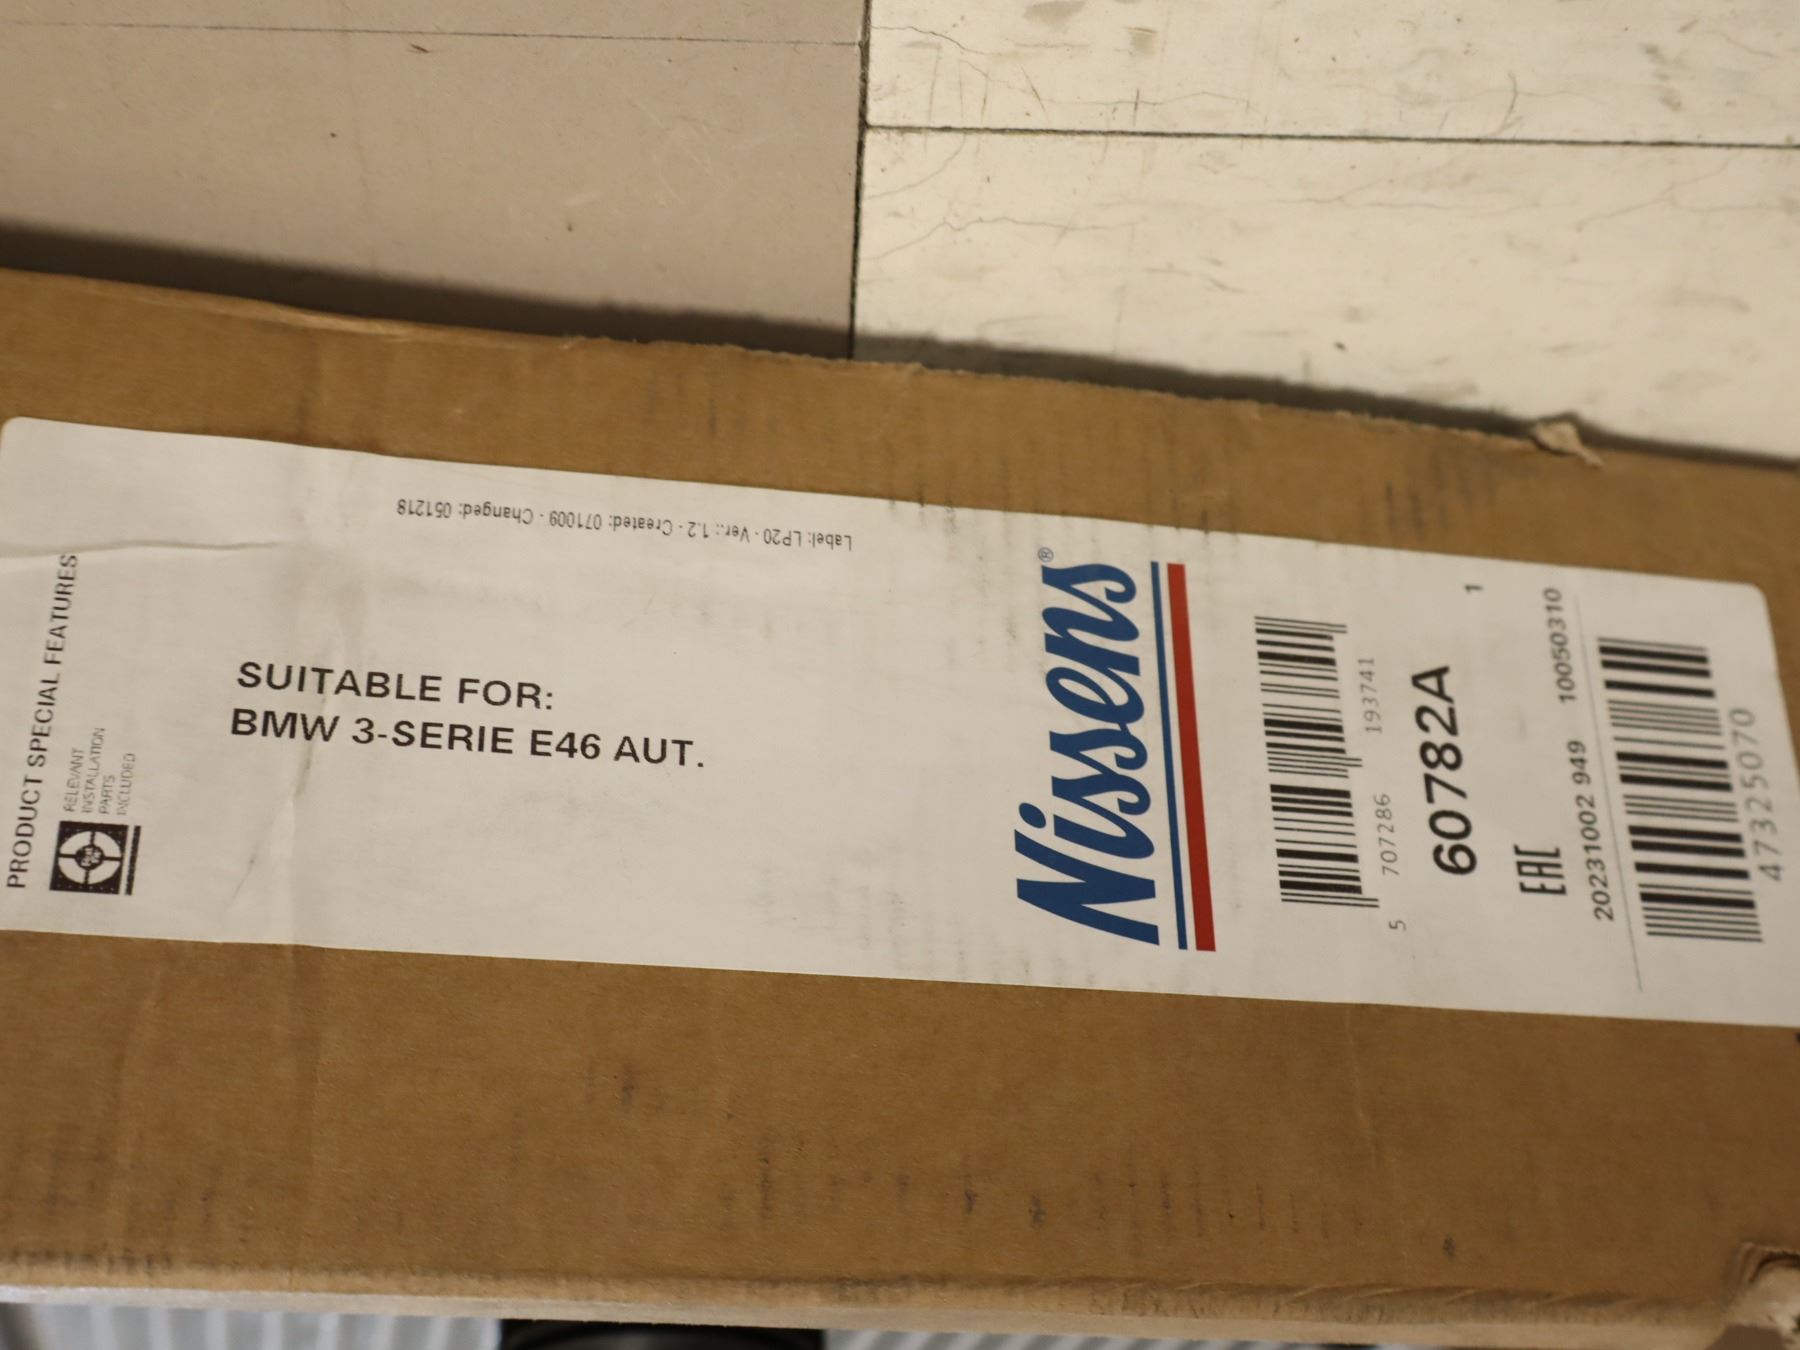 PRODUCT SPECIAL FEATURES
RELEVANT
INSTALLATION
PARTS
INCLUDED
SUITABLE FOR:
BMW 3-SERIE E46 AUT.
Label: LP20 - Ver.: 1.2 - Created: 071009 - Changed: 051218
Nissens®
5 707286 193741
60782A 1
EAC
20231002 949 10050310
47325070